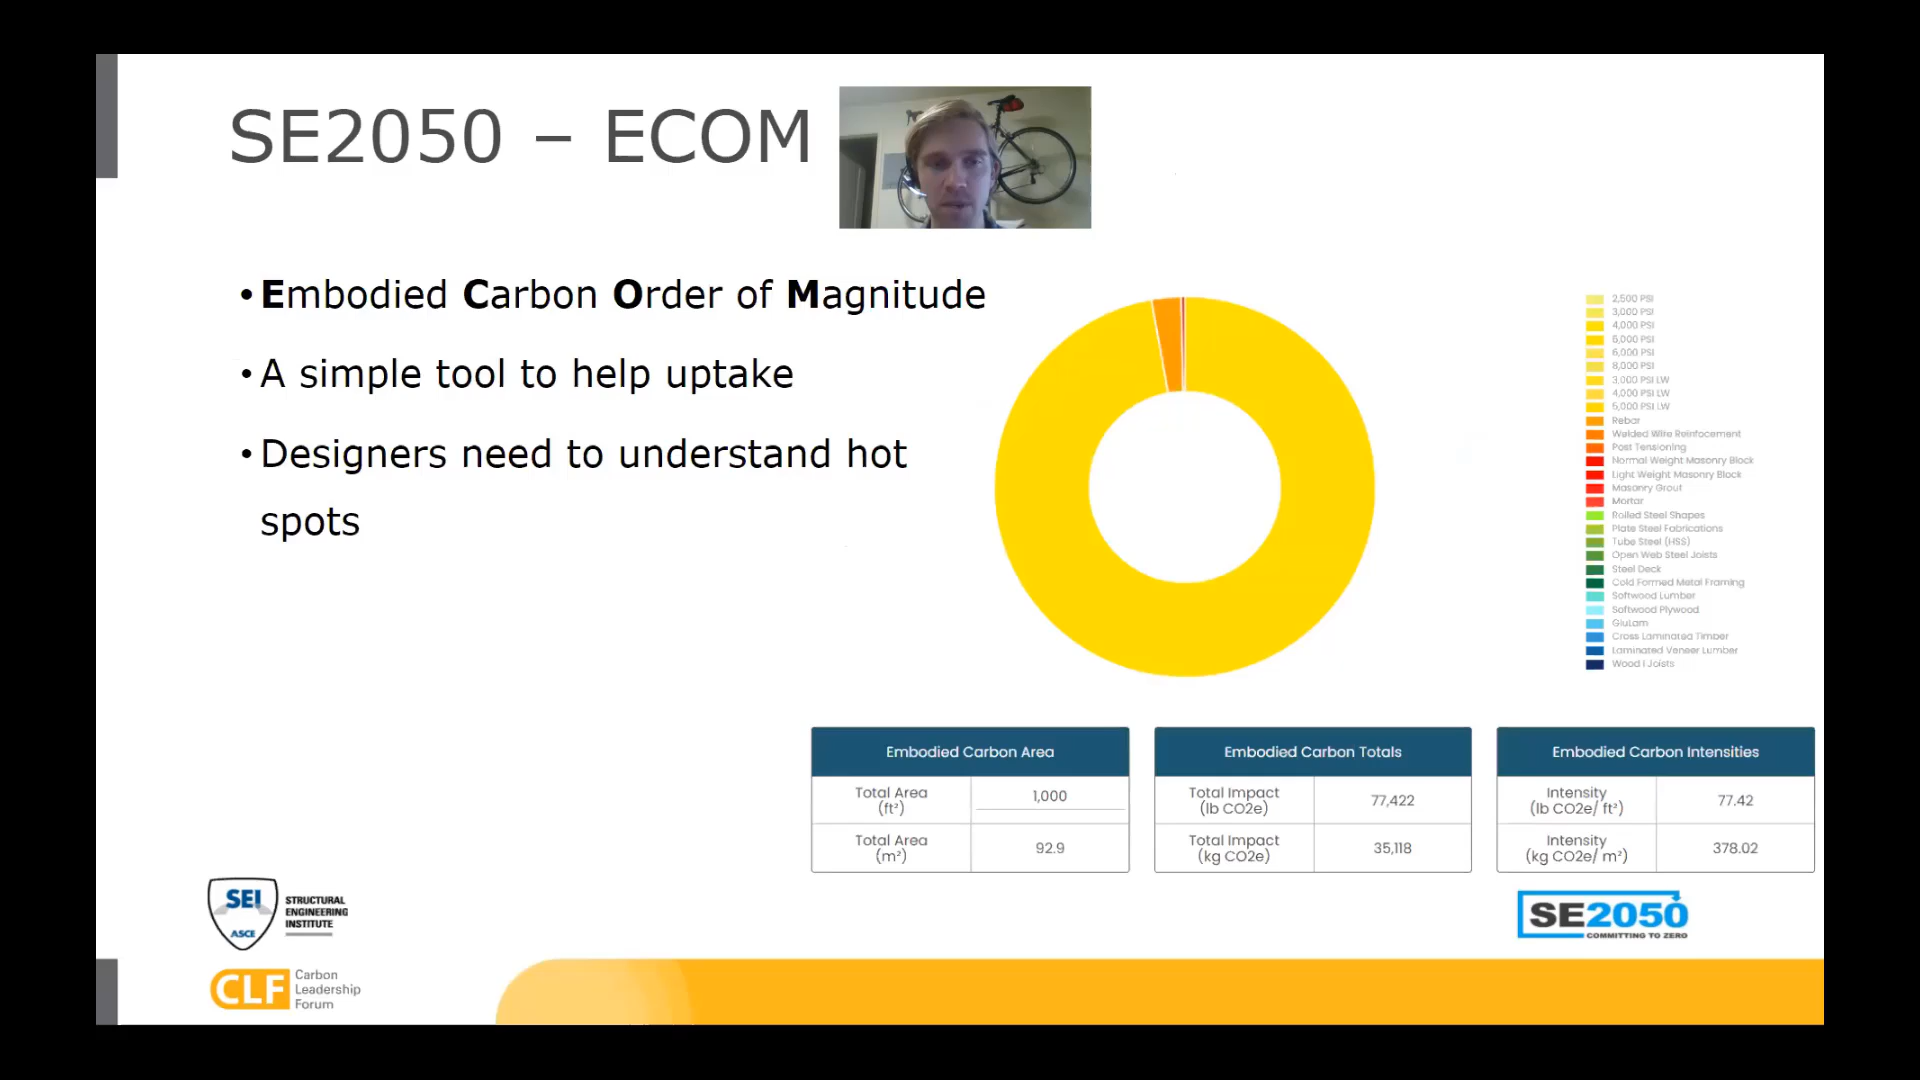 SE2050 – ECOM
• Embodied Carbon Order of Magnitude
• A simple tool to help uptake
• Designers need to understand hot
spots
2,500 PSI
3,000 PSI
4,000 PSI
5,000 PSI
6,000 PSI
8,000 PSI
3,000 PSI LW
4,000 PSI LW
5,000 PSI LW
Rebar
Welded Wire Reinforcement
Post Tensioning
Normal Weight Masonry Block
Light Weight Masonry Block
Masonry Grout
Mortar
Rolled Steel Shapes
Plate Steel Fabrications
Tube Steel (HSS)
Open Web Steel Joists
Steel Deck
Cold Formed Metal Framing
Softwood Lumber
Softwood Plywood
GluLam
Cross Laminated Timber
Laminated Veneer Lumber
Wood I Joists
Embodied Carbon Area
Total Area
(ft²)
1,000
Total Area
(m²)
92.9
Embodied Carbon Totals
Total Impact
(lb CO2e)
77,422
Total Impact
(kg CO2e)
35,118
Embodied Carbon Intensities
Intensity
(lb CO2e/ ft²)
77.42
Intensity
(kg CO2e/ m²)
378.02
SEI
ASCE
STRUCTURAL
ENGINEERING
INSTITUTE
SE2050
COMMITTING TO ZERO
CLF
Carbon
Leadership
Forum